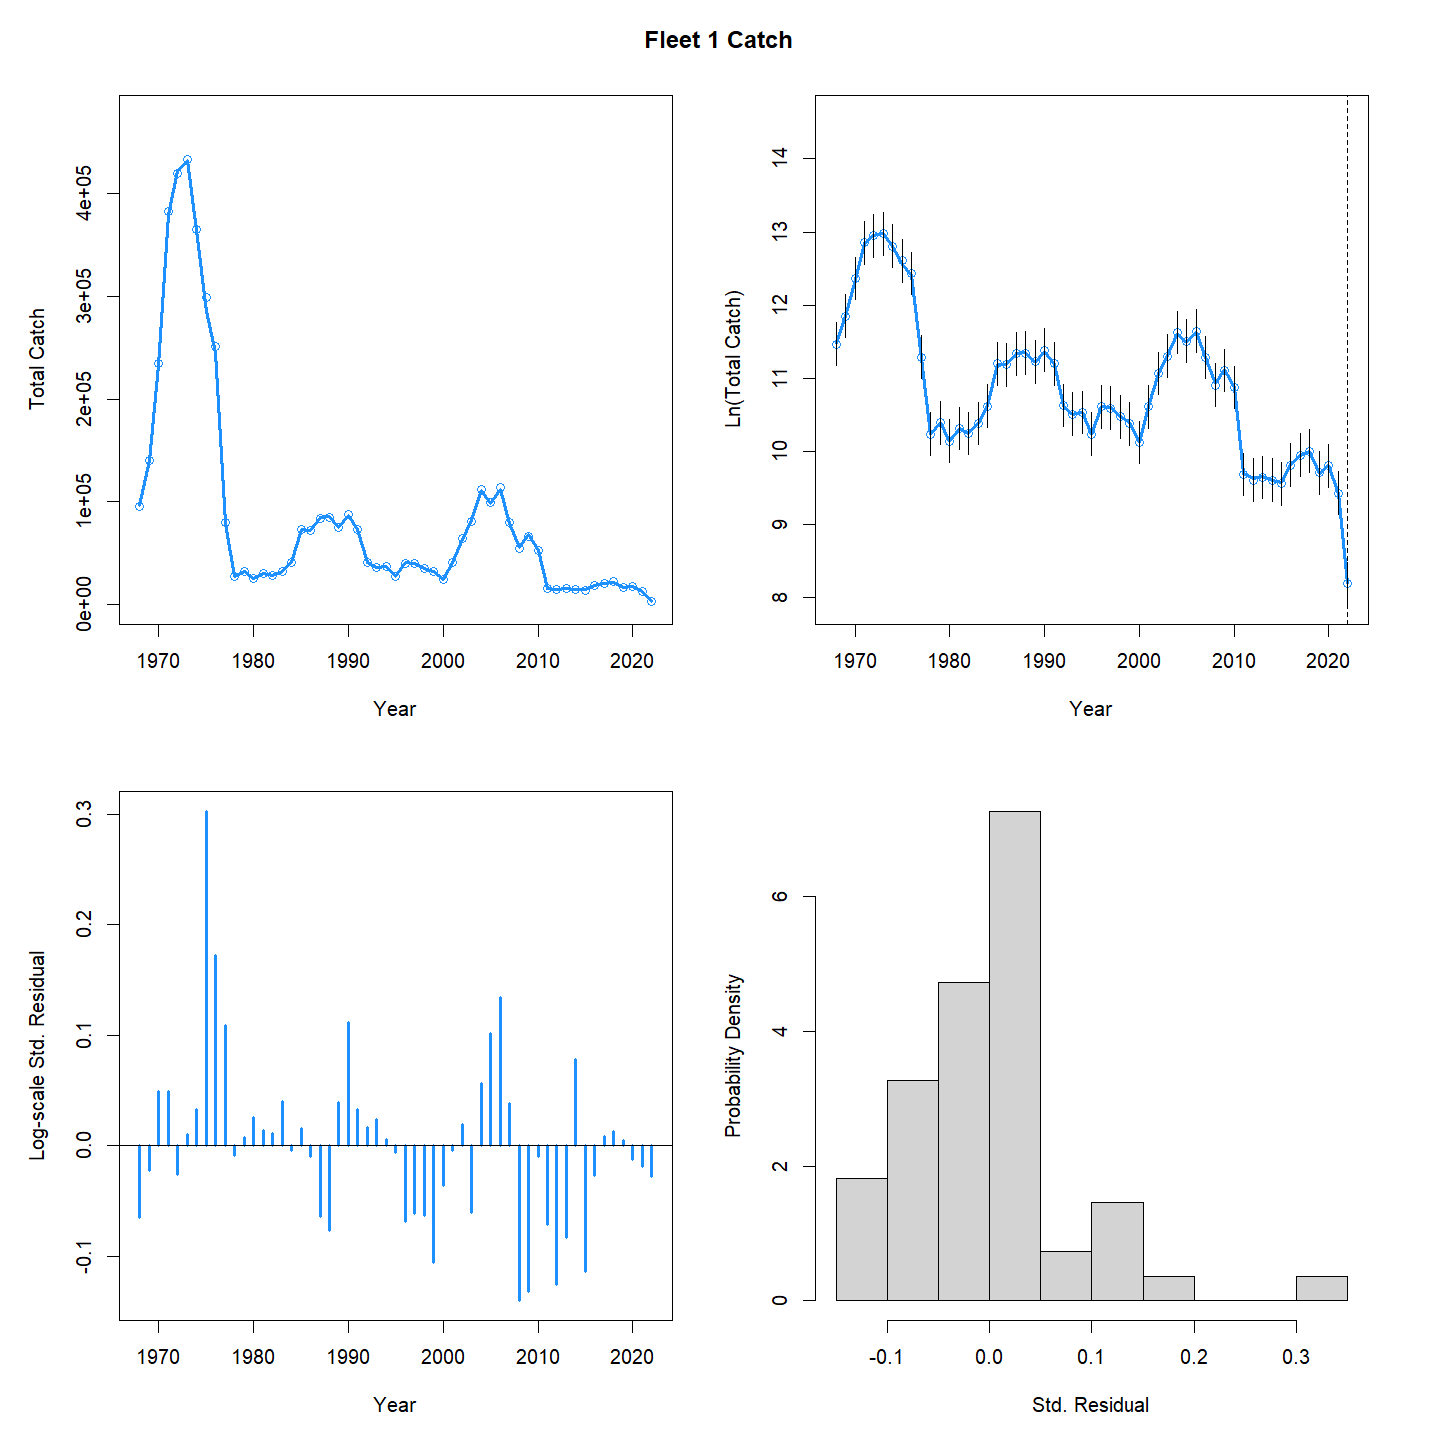 Fleet 1 Catch
Total Catch
0e+00 1e+05 2e+05 3e+05 4e+05
1970 1980 1990 2000 2010 2020
Year
Ln(Total Catch)
8 9 10 11 12 13 14
1970 1980 1990 2000 2010 2020
Year
Log-scale Std. Residual
-0.1 0.0 0.1 0.2 0.3
1970 1980 1990 2000 2010 2020
Year
Probability Density
0 2 4 6
-0.1 0.0 0.1 0.2 0.3
Std. Residual